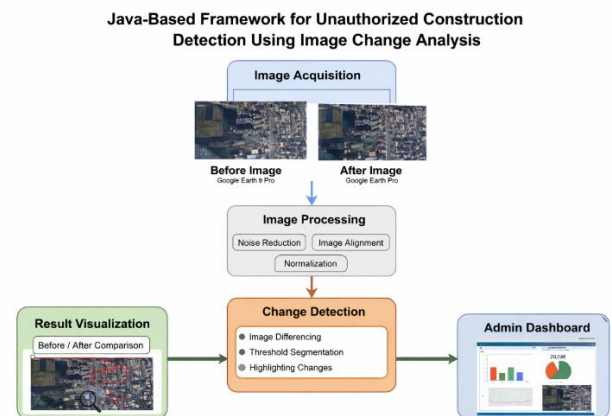 Java-Based Framework for Unauthorized Construction
Detection Using Image Change Analysis
Image Acquisition
Before Image
Google Earth Pro
After Image
Google Earth Pro
Image Processing
Noise Reduction
Image Alignment
Normalization
Change Detection
Image Differencing
Threshold Segmentation
Highlighting Changes
Result Visualization
Before / After Comparison
Admin Dashboard